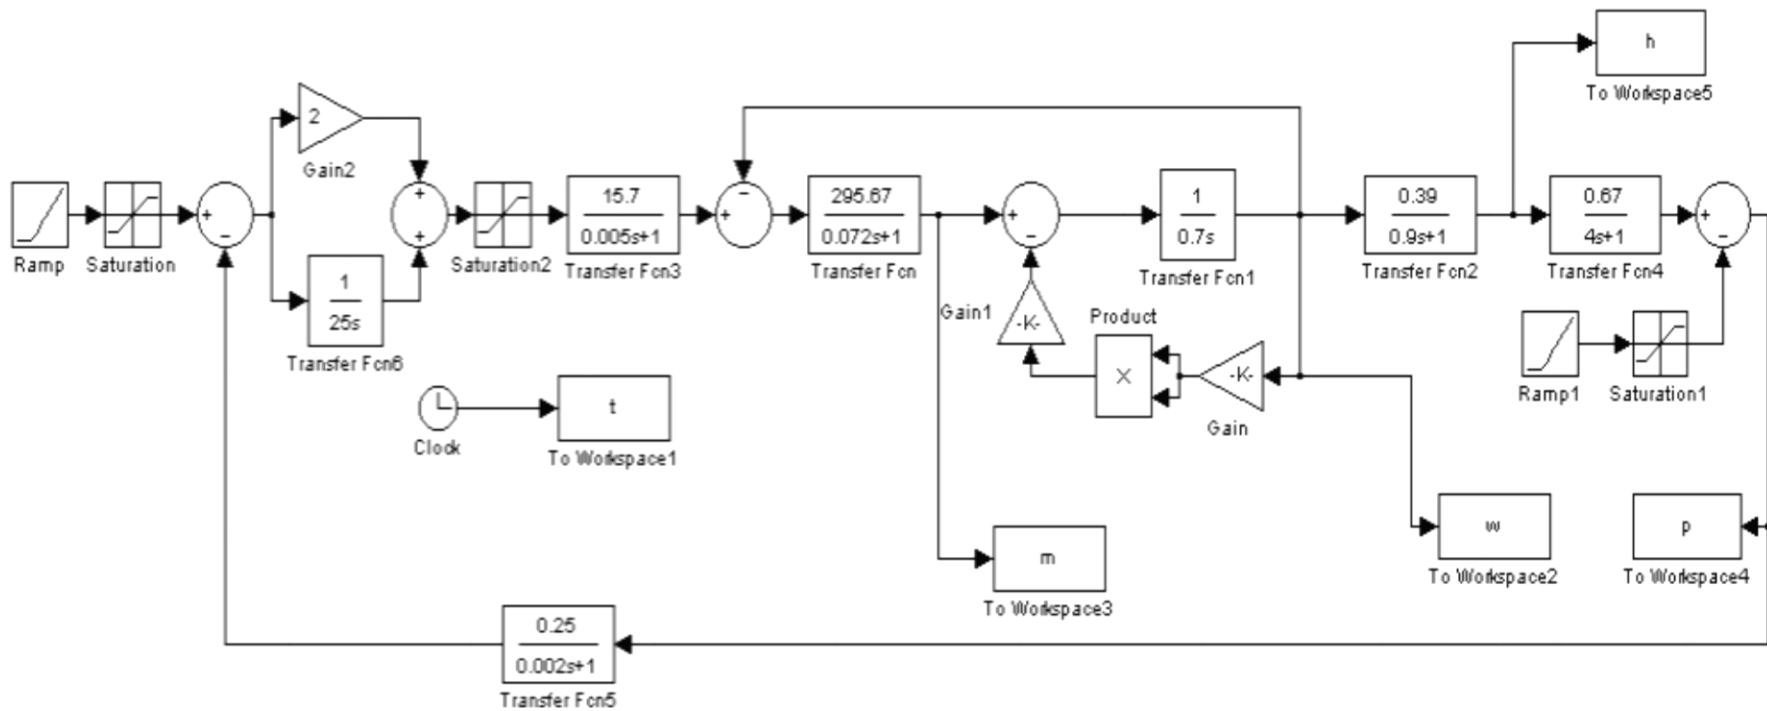 h
To Workspace5
2
Gain2
+
−
+
+
−
+
+
−
+
−
Ramp
Saturation
Saturation2
15.7
0.005s+1
Transfer Fcn3
295.67
0.072s+1
Transfer Fcn
1
0.7s
Transfer Fcn1
0.39
0.9s+1
Transfer Fcn2
0.67
4s+1
Transfer Fcn4
1
25s
Transfer Fcn6
Gain1
-K-
Product
X
-K-
Gain
Ramp1
Saturation1
Clock
t
To Workspace1
m
To Workspace3
w
To Workspace2
p
To Workspace4
0.25
0.002s+1
Transfer Fcn5